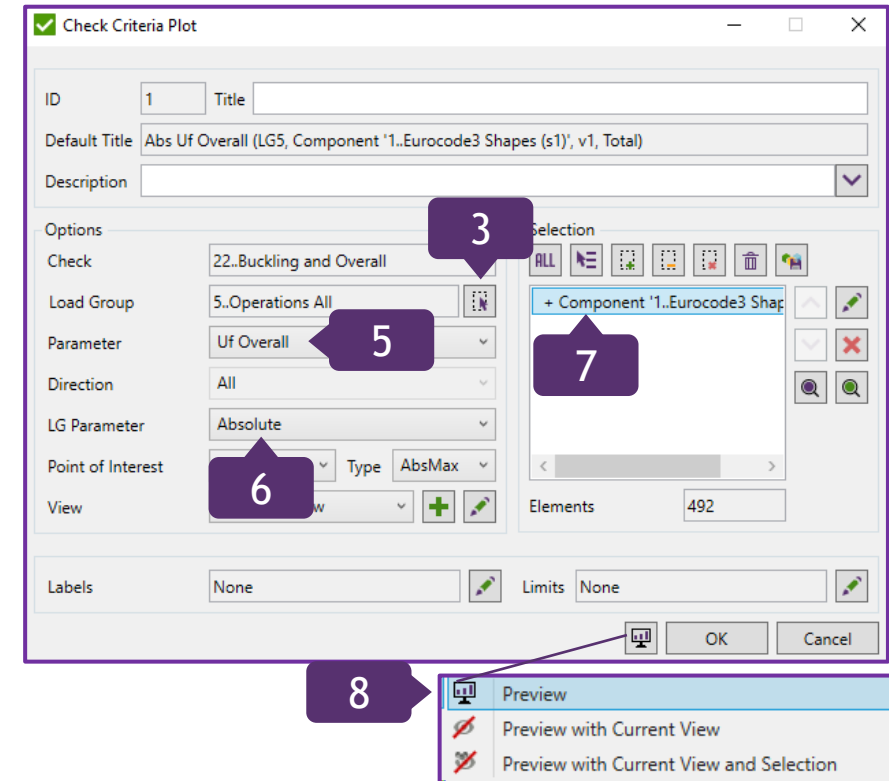 Check Criteria Plot
ID 1 Title
Default Title Abs Uf Overall (LG5, Component '1..Eurocode3 Shapes (s1)', v1, Total)
Description
Options
Selection
3
Check 22..Buckling and Overall
ALL
Load Group 5..Operations All
+ Component '1..Eurocode3 Shap
Parameter Uf Overall
5
7
Direction All
LG Parameter Absolute
Point of Interest Type AbsMax
6
View w
Elements 492
Labels None
Limits None
OK Cancel
8
Preview
Preview with Current View
Preview with Current View and Selection